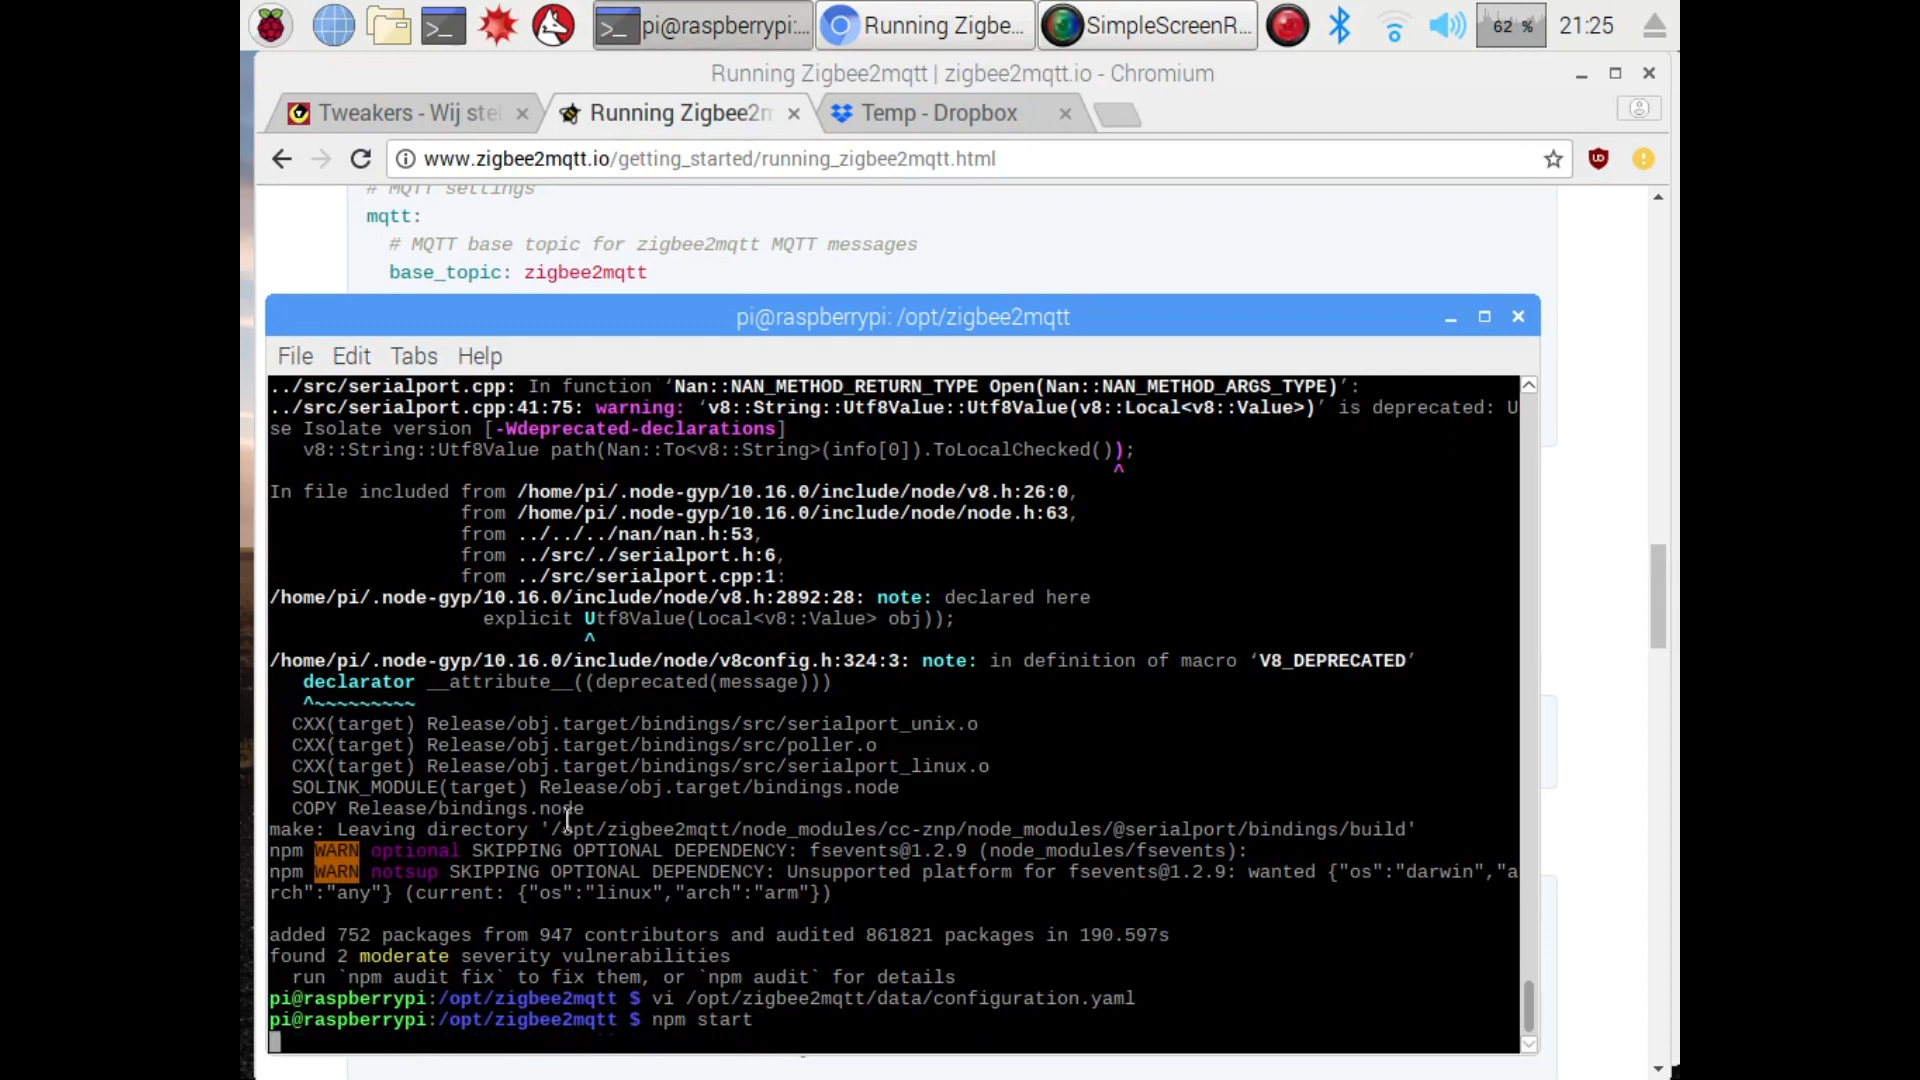 pi@raspberrypi:...
Running Zigbe...
SimpleScreenR...
62 %
21:25
Running Zigbee2mqtt | zigbee2mqtt.io - Chromium
Tweakers - Wij stel
Running Zigbee2m
Temp - Dropbox
www.zigbee2mqtt.io/getting_started/running_zigbee2mqtt.html
# MQTT settings
mqtt:
# MQTT base topic for zigbee2mqtt MQTT messages
base_topic: zigbee2mqtt
pi@raspberrypi: /opt/zigbee2mqtt
File Edit Tabs Help
../src/serialport.cpp: In function ‘Nan::NAN_METHOD_RETURN_TYPE Open(Nan::NAN_METHOD_ARGS_TYPE)’:
../src/serialport.cpp:41:75: warning: ‘v8::String::Utf8Value::Utf8Value(v8::Local<v8::Value>)’ is deprecated: U
se Isolate version [-Wdeprecated-declarations]
v8::String::Utf8Value path(Nan::To<v8::String>(info[0]).ToLocalChecked());
^
In file included from /home/pi/.node-gyp/10.16.0/include/node/v8.h:26:0,
from /home/pi/.node-gyp/10.16.0/include/node/node.h:63,
from ../../../nan/nan.h:53,
from ../src/./serialport.h:6,
from ../src/serialport.cpp:1:
/home/pi/.node-gyp/10.16.0/include/node/v8.h:2892:28: note: declared here
explicit Utf8Value(Local<v8::Value> obj));
^
/home/pi/.node-gyp/10.16.0/include/node/v8config.h:324:3: note: in definition of macro ‘V8_DEPRECATED’
declarator __attribute__((deprecated(message)))
^~~~~~~~~~
CXX(target) Release/obj.target/bindings/src/serialport_unix.o
CXX(target) Release/obj.target/bindings/src/poller.o
CXX(target) Release/obj.target/bindings/src/serialport_linux.o
SOLINK_MODULE(target) Release/obj.target/bindings.node
COPY Release/bindings.node
make: Leaving directory '/opt/zigbee2mqtt/node_modules/cc-znp/node_modules/@serialport/bindings/build'
npm WARN optional SKIPPING OPTIONAL DEPENDENCY: fsevents@1.2.9 (node_modules/fsevents):
npm WARN notsup SKIPPING OPTIONAL DEPENDENCY: Unsupported platform for fsevents@1.2.9: wanted {"os":"darwin","a
rch":"any"} (current: {"os":"linux","arch":"arm"})
added 752 packages from 947 contributors and audited 861821 packages in 190.597s
found 2 moderate severity vulnerabilities
run `npm audit fix` to fix them, or `npm audit` for details
pi@raspberrypi:/opt/zigbee2mqtt $ vi /opt/zigbee2mqtt/data/configuration.yaml
pi@raspberrypi:/opt/zigbee2mqtt $ npm start